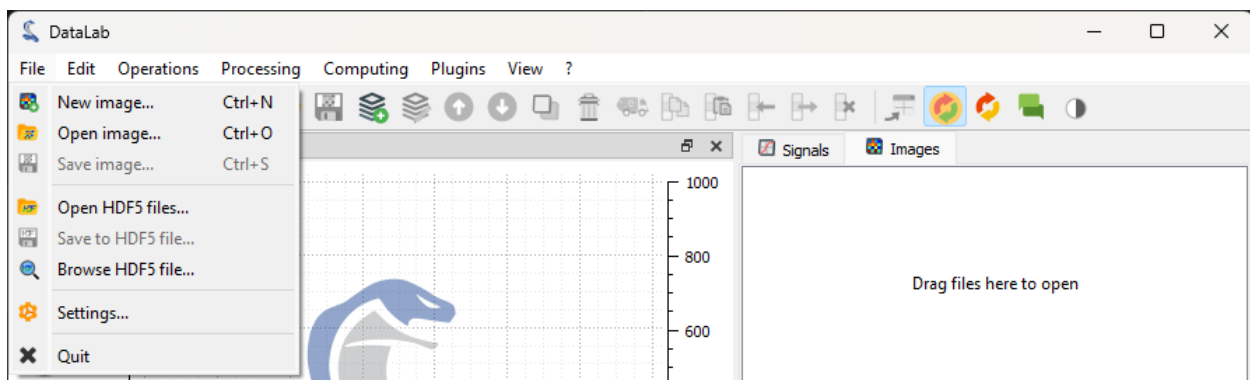 DataLab
File Edit Operations Processing Computing Plugins View ?
New image... Ctrl+N
Open image... Ctrl+O
Save image... Ctrl+S
Open HDF5 files...
Save to HDF5 file...
Browse HDF5 file...
Settings...
Quit
1000
800
600
Signals Images
Drag files here to open